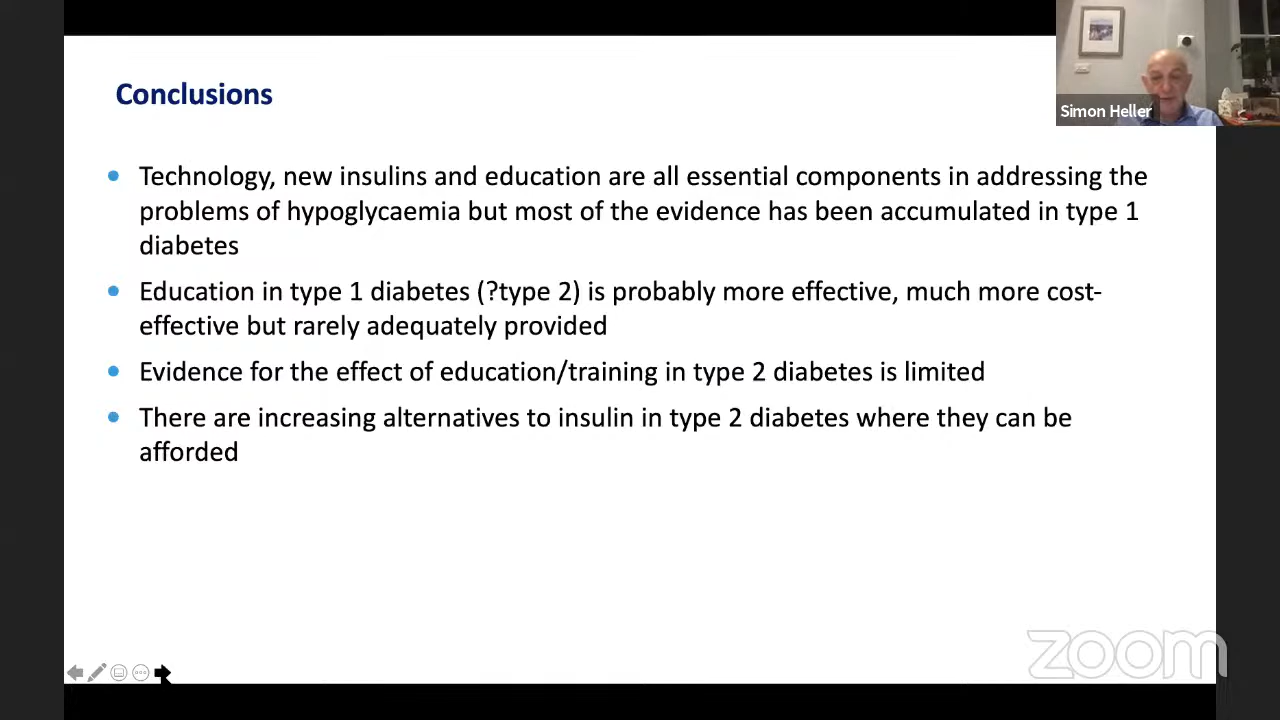 Conclusions
Simon Heller
Technology, new insulins and education are all essential components in addressing the
problems of hypoglycaemia but most of the evidence has been accumulated in type 1
diabetes
Education in type 1 diabetes (?type 2) is probably more effective, much more cost-
effective but rarely adequately provided
Evidence for the effect of education/training in type 2 diabetes is limited
There are increasing alternatives to insulin in type 2 diabetes where they can be
afforded
zoom